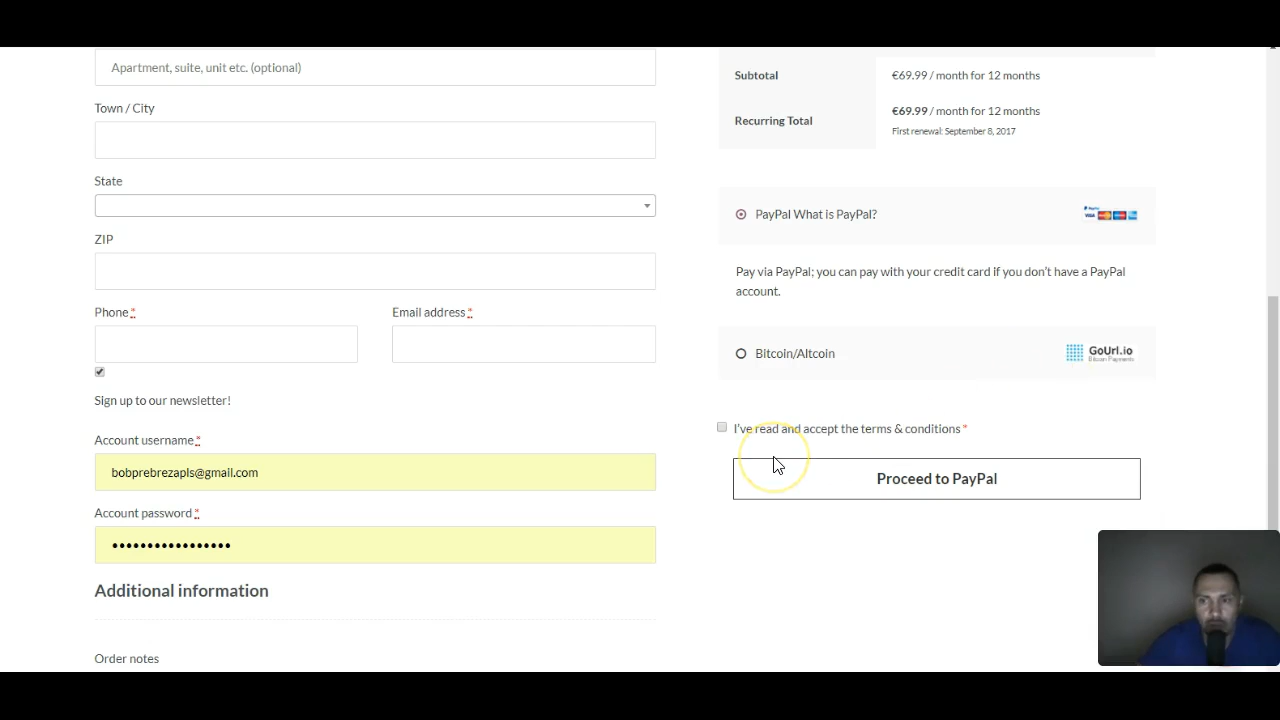 Apartment, suite, unit etc. (optional)
Town / City
State
ZIP
Phone *
Email address *
Sign up to our newsletter!
Account username *
bobprebrezapls@gmail.com
Account password *
•••••••••••••••••
Additional information
Order notes
Subtotal
€69.99 / month for 12 months
Recurring Total
€69.99 / month for 12 months
First renewal: September 8, 2017
PayPal What is PayPal?
PayPal
VISA
Pay via PayPal; you can pay with your credit card if you don’t have a PayPal
account.
Bitcoin/Altcoin
GoUrl.io
Bitcoin Payments
I’ve read and accept the terms & conditions *
Proceed to PayPal